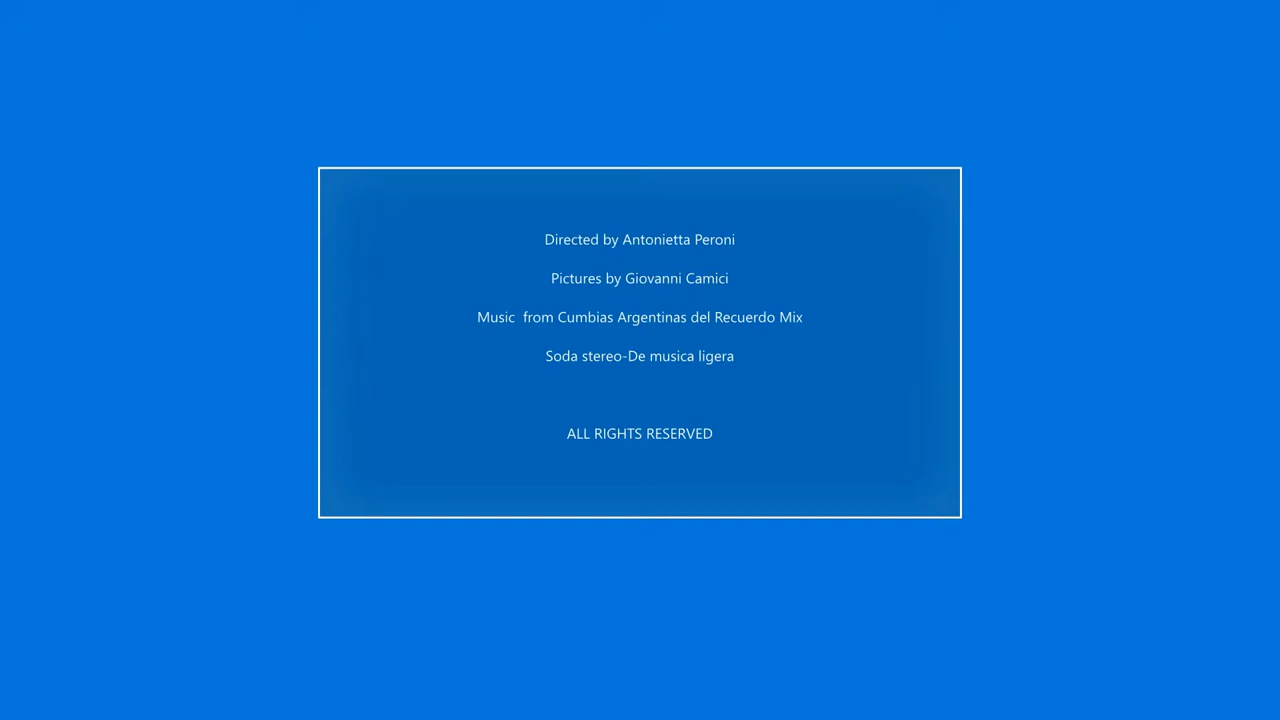 Directed by Antonietta Peroni
Pictures by Giovanni Camici
Music  from Cumbias Argentinas del Recuerdo Mix
Soda stereo-De musica ligera
ALL RIGHTS RESERVED